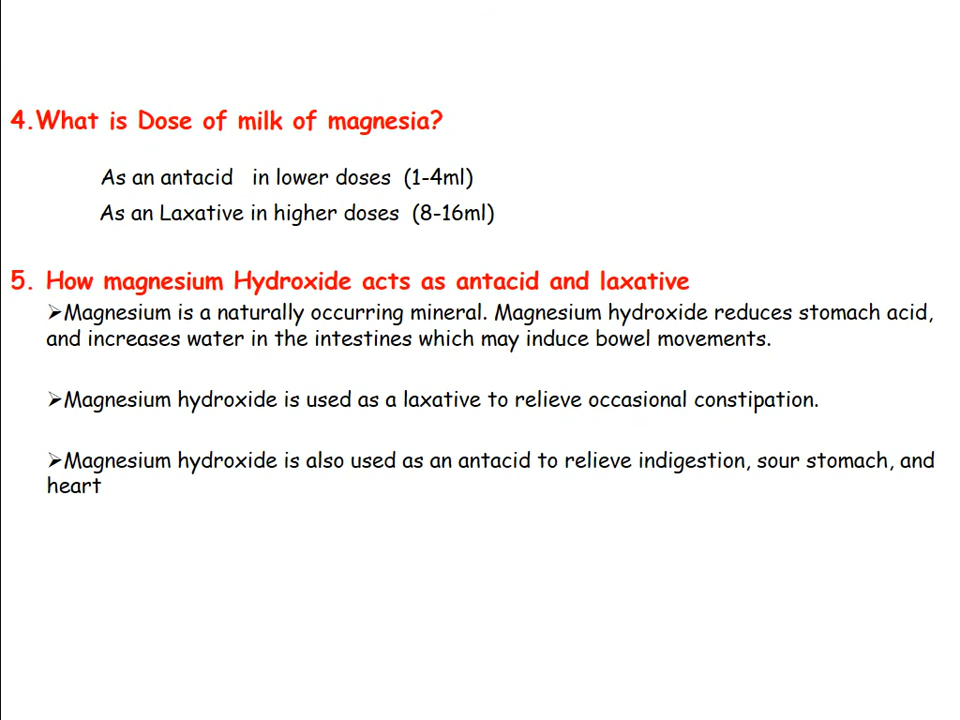 4.What is Dose of milk of magnesia?
As an antacid in lower doses (1-4ml)
As an Laxative in higher doses (8-16ml)
5. How magnesium Hydroxide acts as antacid and laxative
➢Magnesium is a naturally occurring mineral. Magnesium hydroxide reduces stomach acid,
and increases water in the intestines which may induce bowel movements.
➢Magnesium hydroxide is used as a laxative to relieve occasional constipation.
➢Magnesium hydroxide is also used as an antacid to relieve indigestion, sour stomach, and
heart